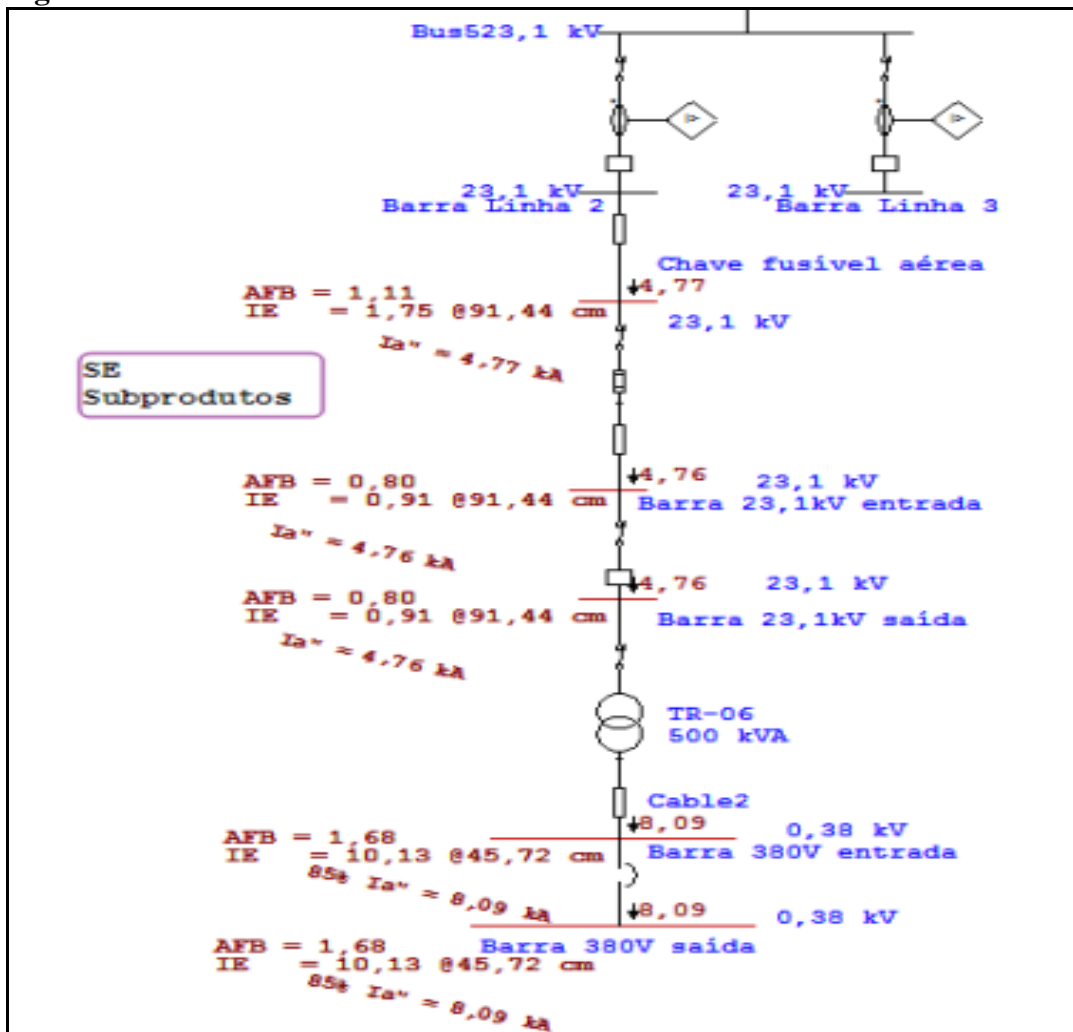 Bus523,1 kV
23,1 kV
Barra Linha 2
23,1 kV
Barra Linha 3
Chave fusível aérea
AFB = 1,11
IE = 1,75 @91,44 cm
4,77
23,1 kV
Ia" = 4,77 kA
SE
Subprodutos
AFB = 0,80
IE = 0,91 @91,44 cm
4,76
23,1 kV
Barra 23,1kV entrada
Ia" = 4,76 kA
AFB = 0,80
IE = 0,91 @91,44 cm
4,76
23,1 kV
Barra 23,1kV saída
Ia" = 4,76 kA
TR-06
500 kVA
Cable2
AFB = 1,68
IE = 10,13 @45,72 cm
8,09
0,38 kV
Barra 380V entrada
85% Ia" = 8,09 kA
8,09
0,38 kV
Barra 380V saída
AFB = 1,68
IE = 10,13 @45,72 cm
85% Ia" = 8,09 kA